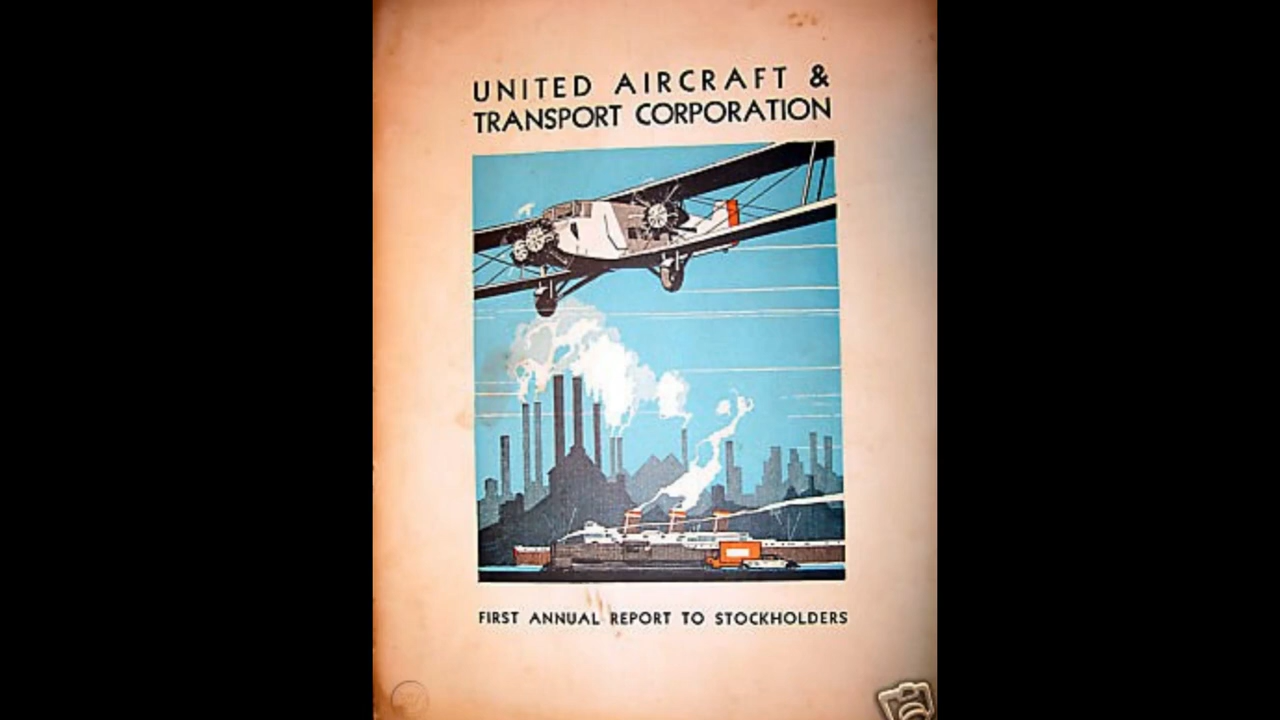 UNITED AIRCRAFT &
TRANSPORT CORPORATION
FIRST ANNUAL REPORT TO STOCKHOLDERS